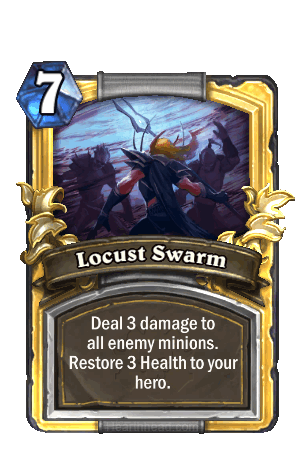 7
Locust Swarm
Deal 3 damage to
all enemy minions.
Restore 3 Health to your
hero.